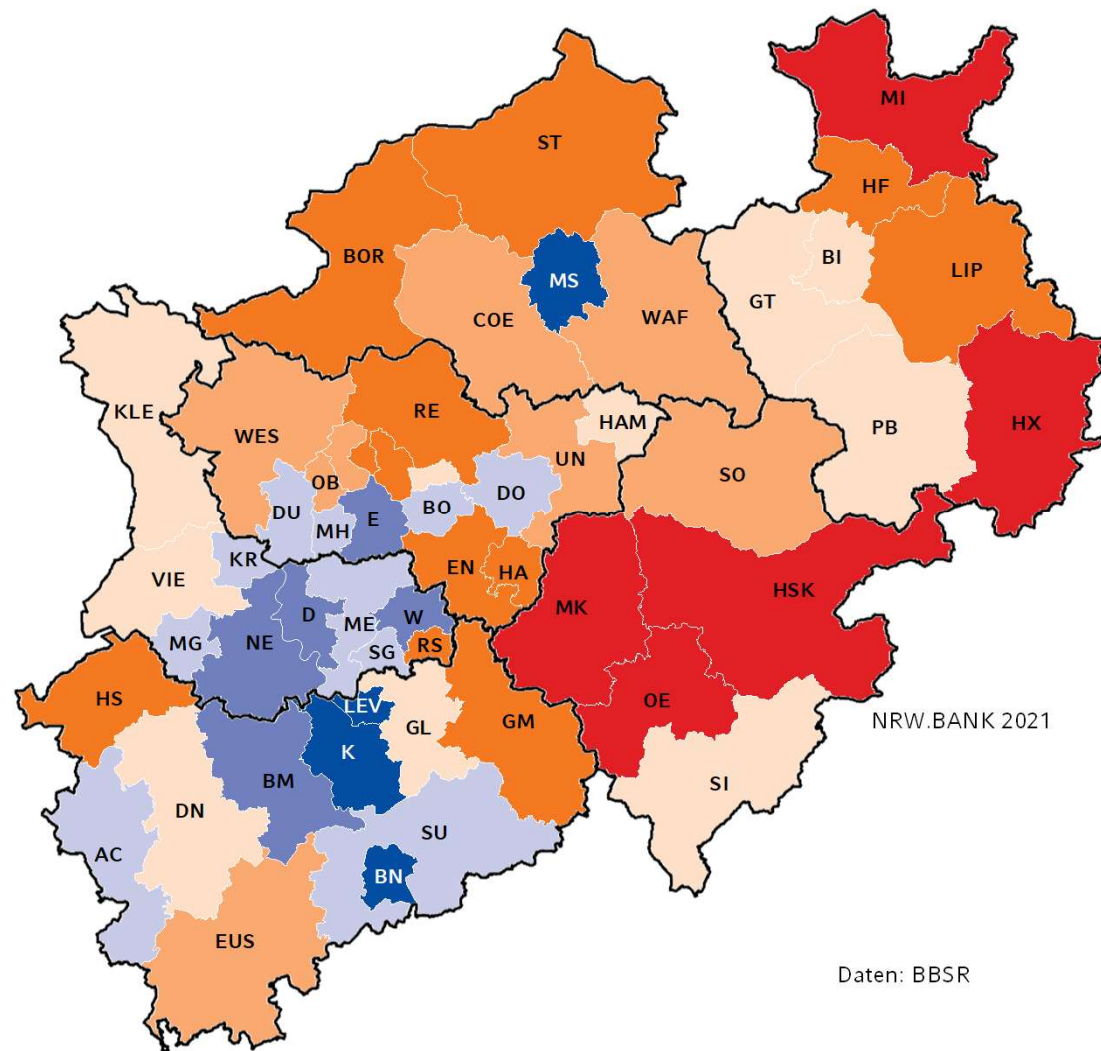 MI
ST
HF
BOR
BI
LIP
MS
GT
COE
WAF
KLE
RE
WES
HAM
PB
HX
UN
SO
OB
DO
DU
E
BO
MH
KR
EN
HA
VIE
HSK
MK
D
W
ME
MG
NE
RS
SG
HS
OE
LEV
GL
GM
NRW.BANK 2021
K
BM
SI
DN
SU
AC
BN
EUS
Daten: BBSR